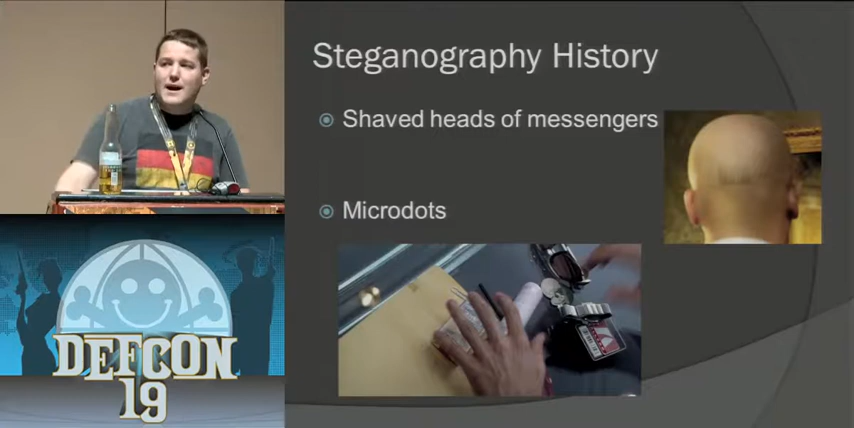 Steganography History
Shaved heads of messengers
Microdots
DEFCON
19